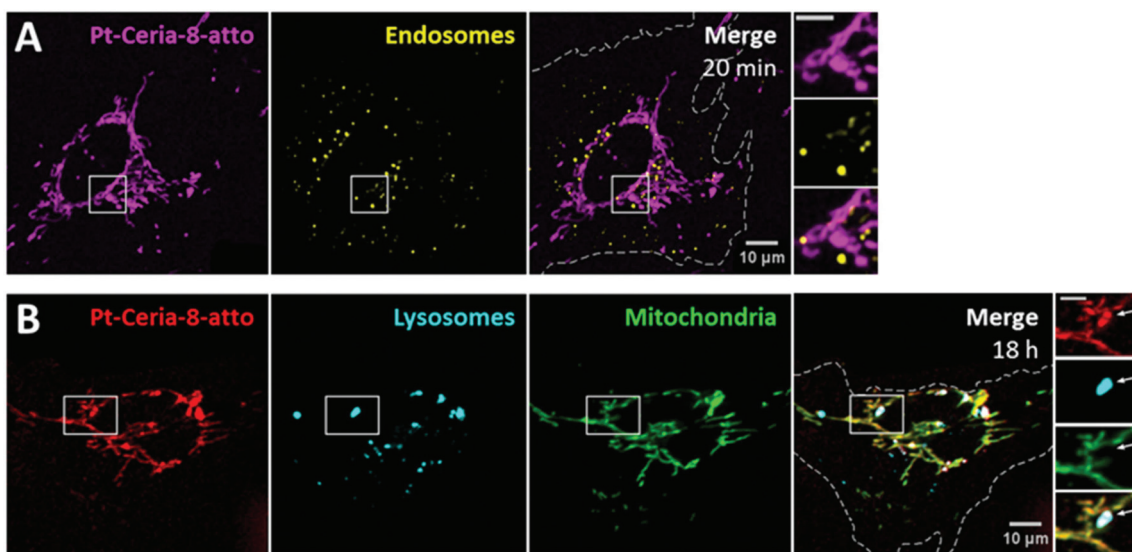 A
Pt-Ceria-8-atto
Endosomes
Merge
20 min
10 µm
B
Pt-Ceria-8-atto
Lysosomes
Mitochondria
Merge
18 h
10 µm